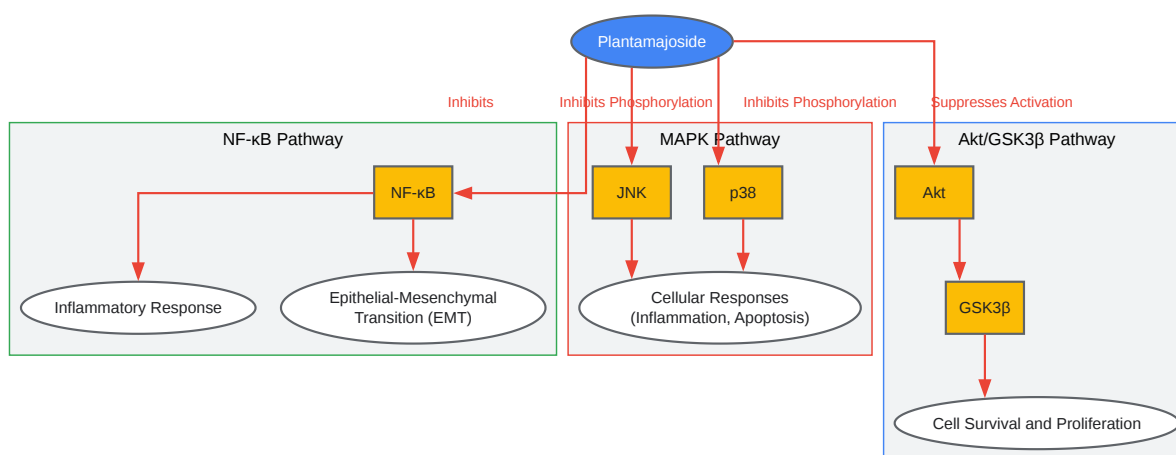 Plantamajoside
Inhibits
Inhibits Phosphorylation
Inhibits Phosphorylation
Suppresses Activation
NF-κB Pathway
MAPK Pathway
Akt/GSK3β Pathway
NF-κB
JNK
p38
Akt
Inflammatory Response
Epithelial-Mesenchymal
Transition (EMT)
Cellular Responses
(Inflammation, Apoptosis)
GSK3β
Cell Survival and Proliferation